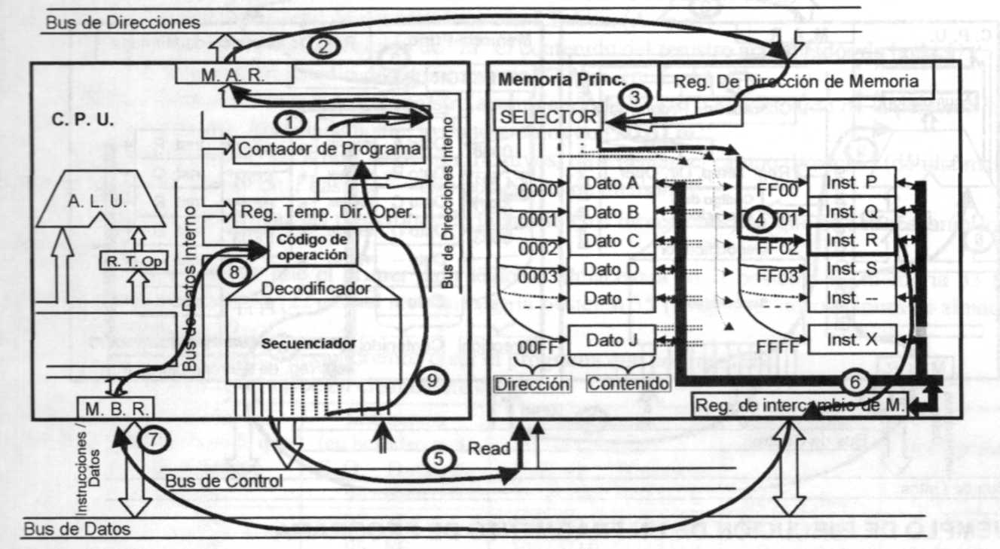 Bus de Direcciones
2
M. A. R.
C. P. U.
1
Contador de Programa
A. L. U.
Reg. Temp. Dir. Oper.
R. T. Op
Código de
operación
8
Decodificador
Secuenciador
Bus de Datos Interno
Bus de Direcciones Interno
9
M. B. R.
7
Instrucciones /
Datos
5
Read
Bus de Control
Bus de Datos
Memoria Princ.
Reg. De Dirección de Memoria
3
SELECTOR
0000
Dato A
FF00
Inst. P
0001
Dato B
4
01
Inst. Q
0002
Dato C
FF02
Inst. R
0003
Dato D
FF03
Inst. S
-- --
Dato
-- --
Inst. --
00FF
Dato L
FFFF
Inst. X
Dirección
Contenido
6
Reg. de intercambio de M.